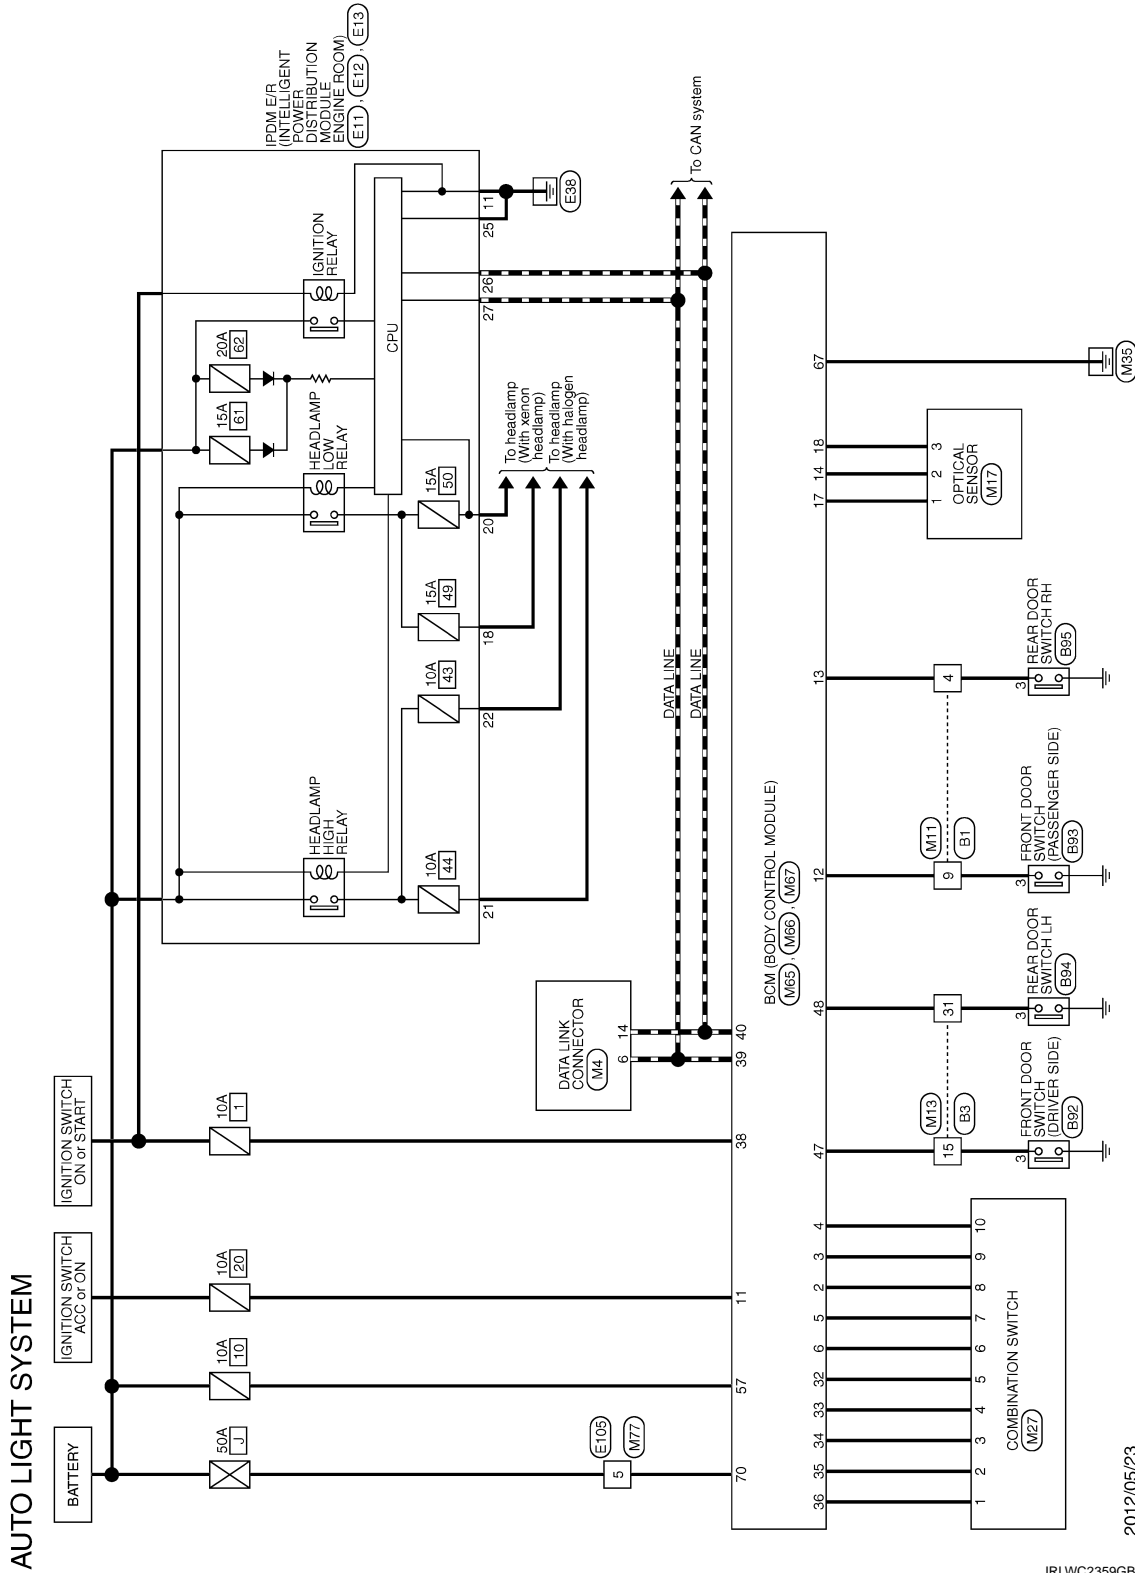 AUTO LIGHT SYSTEM
BATTERY
IGNITION SWITCH
ACC or ON
IGNITION SWITCH
ON or START
50A
J
10A
10
10A
20
10A
1
E105
M77
5
70
57
11
38
39
40
DATA LINK
CONNECTOR
M4
6
14
DATA LINE
DATA LINE
To CAN system
IPDM E/R
(INTELLIGENT
POWER
DISTRIBUTION
MODULE
ENGINE ROOM)
E11 , E12 , E13
HEADLAMP
HIGH
RELAY
HEADLAMP
LOW
RELAY
IGNITION
RELAY
15A
61
20A
62
CPU
10A
44
10A
43
15A
49
15A
50
21
22
18
20
27
26
25
11
E38
To headlamp
(With xenon
headlamp)
To headlamp
(With halogen
headlamp)
BCM (BODY CONTROL MODULE)
M65 , M66 , M67
36
35
34
33
32
6
5
2
3
4
47
48
12
13
17
14
18
67
1
2
3
4
5
6
7
8
9
10
COMBINATION SWITCH
M27
M13
B3
15
31
M11
B1
9
4
3
FRONT DOOR
SWITCH
(DRIVER SIDE)
B92
3
REAR DOOR
SWITCH LH
B94
3
FRONT DOOR
SWITCH
(PASSENGER SIDE)
B93
3
REAR DOOR
SWITCH RH
B95
1
2
3
OPTICAL
SENSOR
M17
M35
2012/05/23
JRLWC2359GB